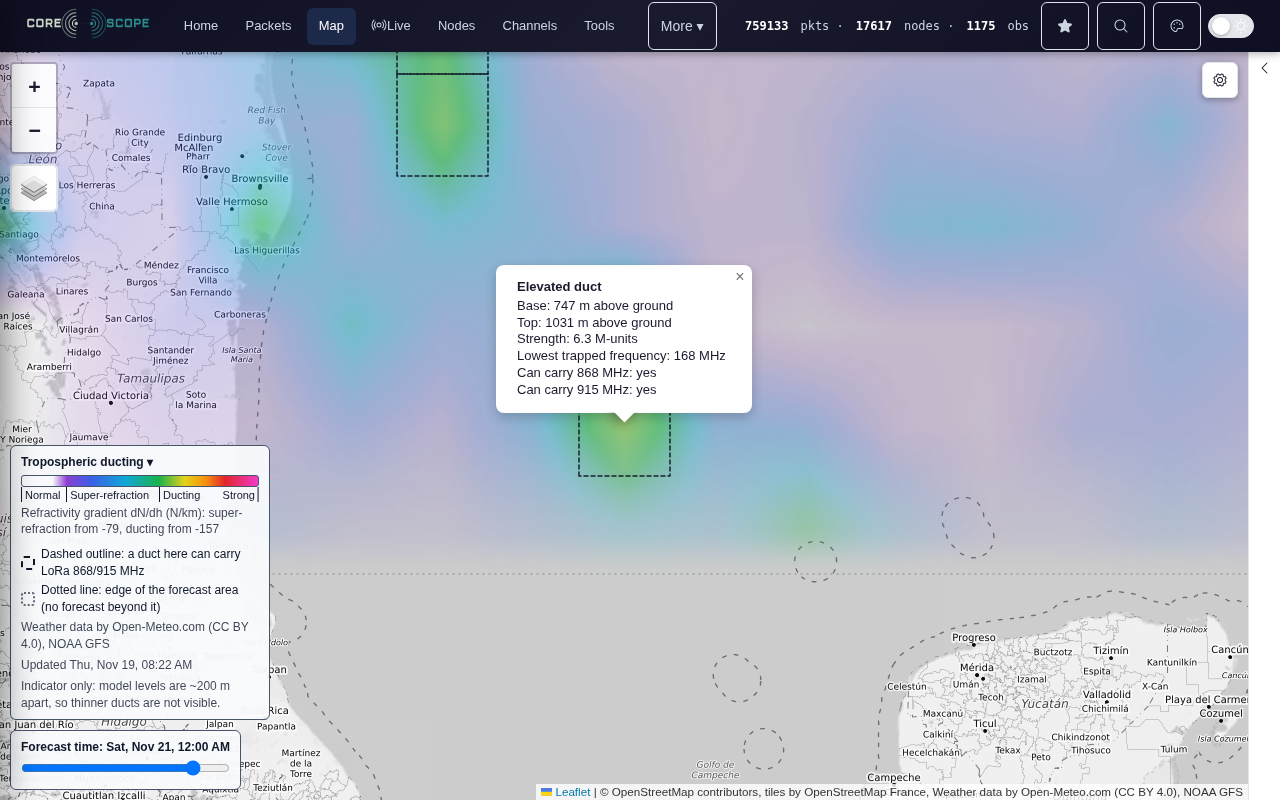 CORE SCOPE
Home
Packets
Map
Live
Nodes
Channels
Tools
More ▾
759133 pkts · 17617 nodes · 1175 obs
+
−
Zapata
Red Fish
Bay
Rio Grande
City
Edinburg
McAllen
Pharr
Stover
Cove
León
Comales
Río Bravo
Brownsville
Los Herreras
China
Valle Hermoso
Santiago
Las Higuerillas
Montemorelos
Méndez
Francisco
Villa
Burgos
San Fernando
Galeana
Linares
San José
Raíces
San Carlos
Carboneras
Villagrán
Hidalgo
Santander
Jiménez
Isla Santa
Maria
Aramberri
Tamaulipas
Ciudad Victoria
Soto
la Marina
Mier
Y Noriega
Jaumave
Elevated duct
×
Base: 747 m above ground
Top: 1031 m above ground
Strength: 6.3 M-units
Lowest trapped frequency: 168 MHz
Can carry 868 MHz: yes
Can carry 915 MHz: yes
Tropospheric ducting ▾
Normal
Super-refraction
Ducting
Strong
Refractivity gradient dN/dh (N/km): super-
refraction from -79, ducting from -157
Dashed outline: a duct here can carry
LoRa 868/915 MHz
Dotted line: edge of the forecast area
(no forecast beyond it)
Weather data by Open-Meteo.com (CC BY
4.0), NOAA GFS
Updated Thu, Nov 19, 08:22 AM
Indicator only: model levels are ~200 m
apart, so thinner ducts are not visible.
Juan del Río
Hidalgo
Jalpan
Rica
Papantla
Forecast time: Sat, Nov 21, 12:00 AM
Martínez
de la
Torre
Teziutlán
Cuautitlan Izcalli
Apan
Golfo de
Campeche
Progreso
Mérida
Umán
Celestún
Tecoh
Maxcanú
Calkiní
Ticul
Hecelchakán
Tekax
Campeche
Buctzotz
Tizimín
Izamal
Espita
Yucatán
Valladolid
Chichimilá
X-Can
Kantunilkín
Isla Holbox
Cancún
Playa del Carmen
Cozumel
Isla Cozumel
Chikindzonot
Peto
Tihosuco
Tulum
Leaflet | © OpenStreetMap contributors, tiles by OpenStreetMap France, Weather data by Open-Meteo.com (CC BY 4.0), NOAA GFS